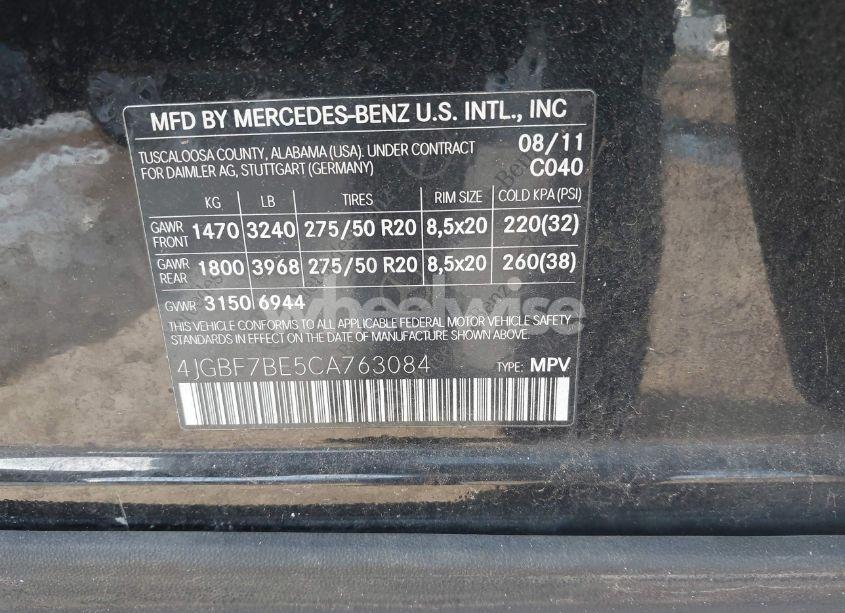 MFD BY MERCEDES-BENZ U.S. INTL., INC
TUSCALOOSA COUNTY, ALABAMA (USA). UNDER CONTRACT 08/11
FOR DAIMLER AG, STUTTGART (GERMANY) C040
KG LB TIRES RIM SIZE COLD KPA (PSI)
GAWR FRONT 1470 3240 275/50 R20 8,5x20 220(32)
GAWR REAR 1800 3968 275/50 R20 8,5x20 260(38)
GVWR 3150 6944
wheelwise
THIS VEHICLE CONFORMS TO ALL APPLICABLE FEDERAL MOTOR VEHICLE SAFETY
STANDARDS IN EFFECT ON THE DATE OF MANUFACTURE SHOWN ABOVE.
4JGBF7BE5CA763084 TYPE: MPV